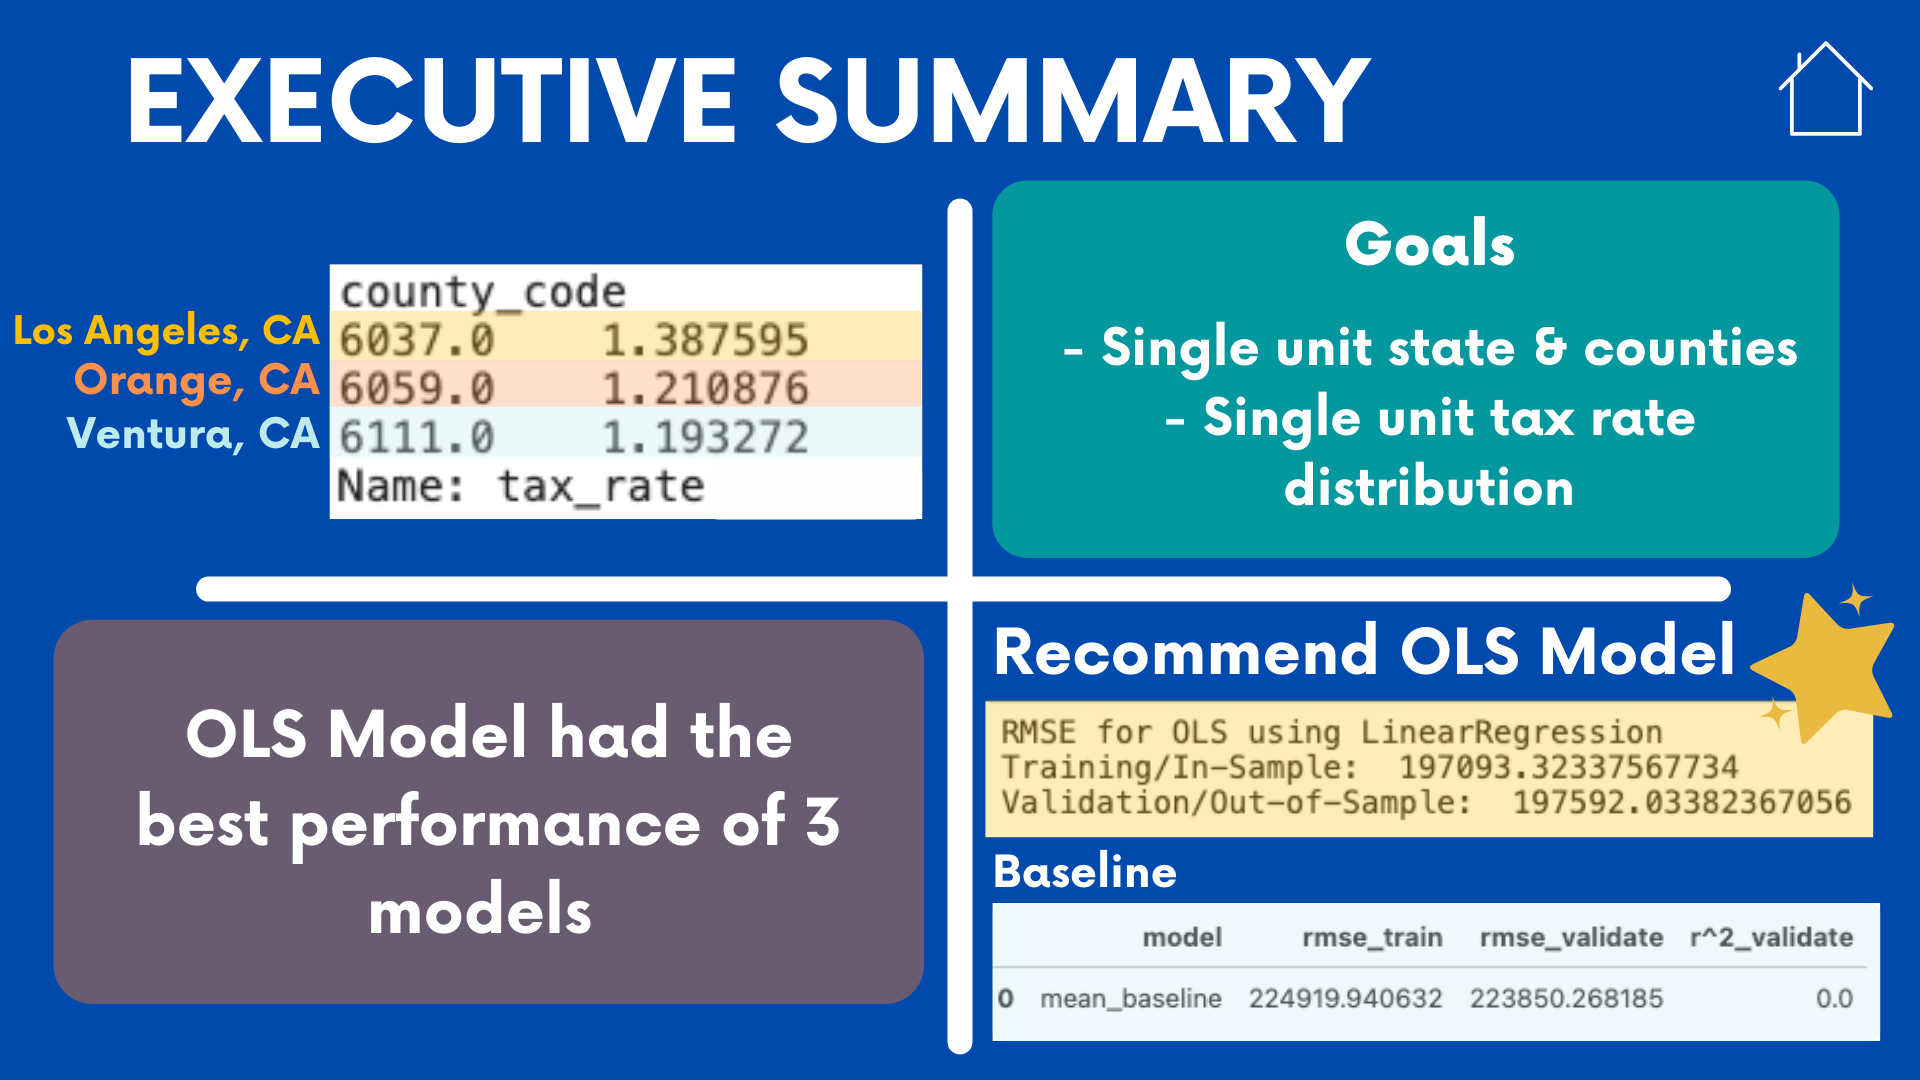 EXECUTIVE SUMMARY
county_code
Los Angeles, CA 6037.0 1.387595
Orange, CA 6059.0 1.210876
Ventura, CA 6111.0 1.193272
Name: tax_rate
Goals
- Single unit state & counties
- Single unit tax rate
distribution
OLS Model had the
best performance of 3
models
Recommend OLS Model
RMSE for OLS using LinearRegression
Training/In-Sample: 197093.32337567734
Validation/Out-of-Sample: 197592.03382367056
Baseline
model rmse_train rmse_validate r^2_validate
0 mean_baseline 224919.940632 223850.268185 0.0